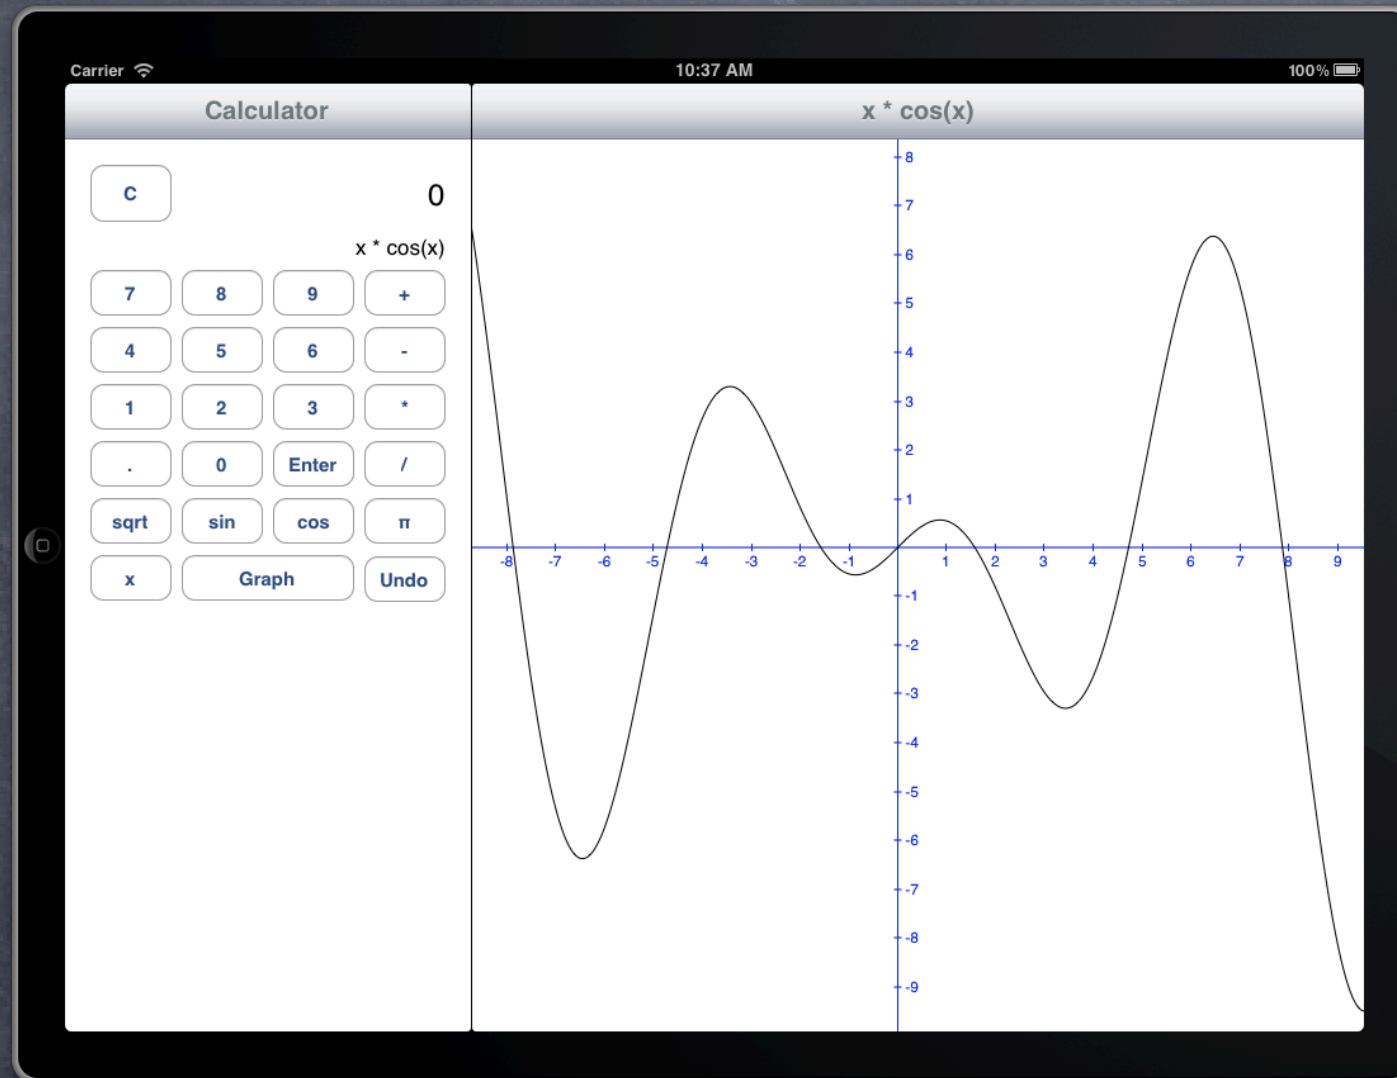 Carrier 10:37 AM 100%
Calculator
C 0
x * cos(x)
7 8 9 +
4 5 6 -
1 2 3 *
. 0 Enter /
sqrt sin cos π
x Graph Undo
x * cos(x)
8
7
6
5
4
3
2
1
-8 -7 -6 -5 -4 -3 -2 -1 1 2 3 4 5 6 7 8 9
-1
-2
-3
-4
-5
-6
-7
-8
-9